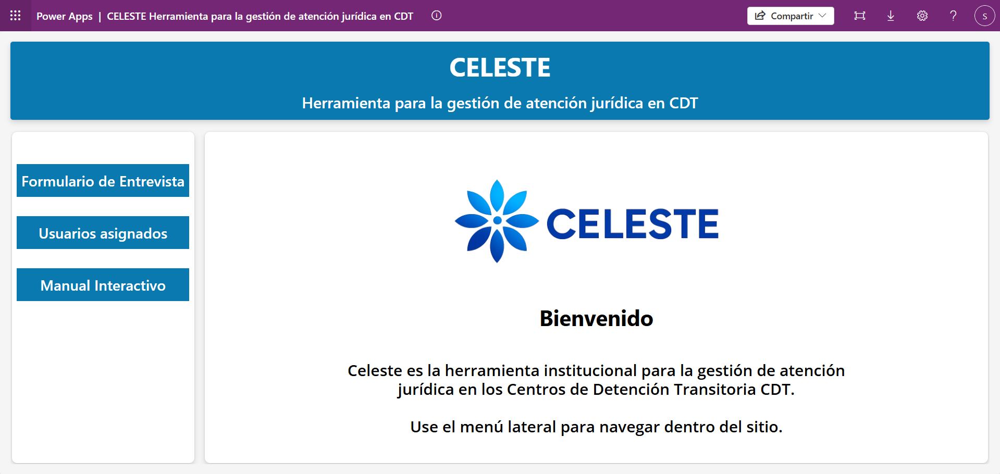 Power Apps | CELESTE Herramienta para la gestión de atención jurídica en CDT
Compartir
?
S
CELESTE
Herramienta para la gestión de atención jurídica en CDT
Formulario de Entrevista
Usuarios asignados
Manual Interactivo
CELESTE
Bienvenido
Celeste es la herramienta institucional para la gestión de atención
jurídica en los Centros de Detención Transitoria CDT.
Use el menú lateral para navegar dentro del sitio.